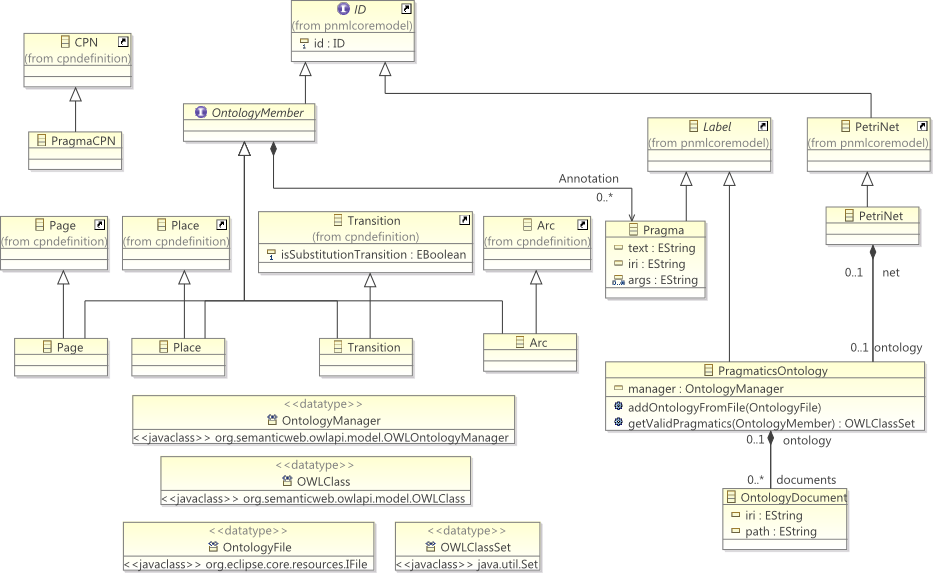 ID
(from pnmlcoremodel)
id : ID
CPN
(from cpndefinition)
PragmaCPN
OntologyMember
Label
(from pnmlcoremodel)
PetriNet
(from pnmlcoremodel)
Annotation
0..*
Page
(from cpndefinition)
Place
(from cpndefinition)
Transition
(from cpndefinition)
isSubstitutionTransition : EBoolean
Arc
(from cpndefinition)
Pragma
text : EString
iri : EString
args : EString
PetriNet
0..1 net
0..1 ontology
Page
Place
Transition
Arc
PragmaticsOntology
manager : OntologyManager
addOntologyFromFile(OntologyFile)
getValidPragmatics(OntologyMember) : OWLClassSet
0..1 ontology
0..* documents
OntologyDocument
iri : EString
path : EString
<<datatype>>
OntologyManager
<<javaclass>> org.semanticweb.owlapi.model.OWLOntologyManager
<<datatype>>
OWLClass
<<javaclass>> org.semanticweb.owlapi.model.OWLClass
<<datatype>>
OntologyFile
<<javaclass>> org.eclipse.core.resources.IFile
<<datatype>>
OWLClassSet
<<javaclass>> java.util.Set